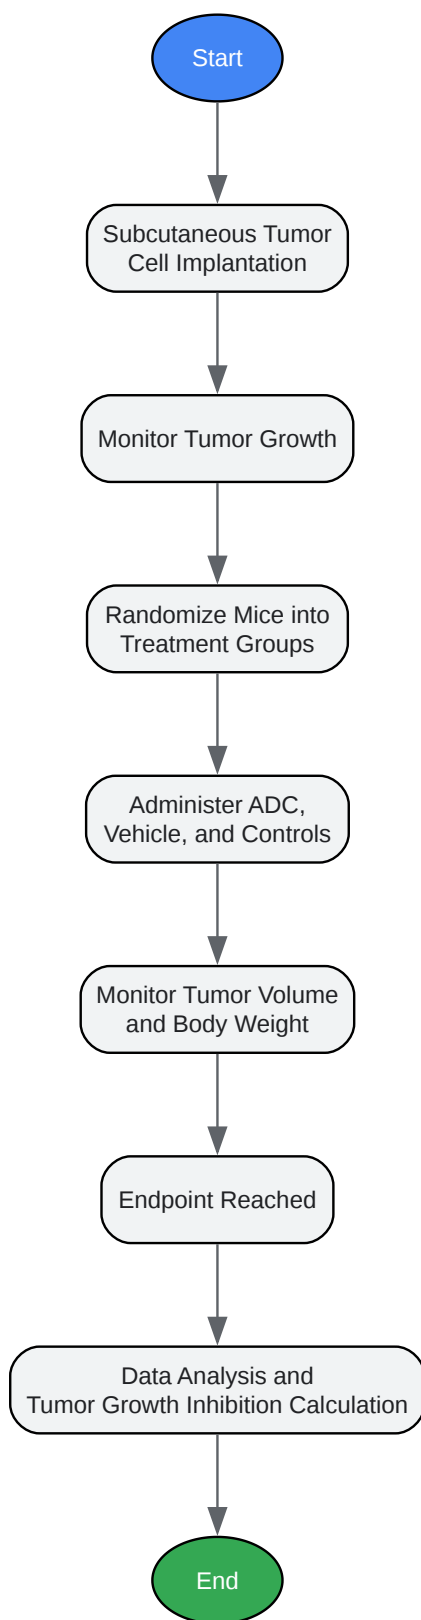 Start
Subcutaneous Tumor
Cell Implantation
Monitor Tumor Growth
Randomize Mice into
Treatment Groups
Administer ADC,
Vehicle, and Controls
Monitor Tumor Volume
and Body Weight
Endpoint Reached
Data Analysis and
Tumor Growth Inhibition Calculation
End